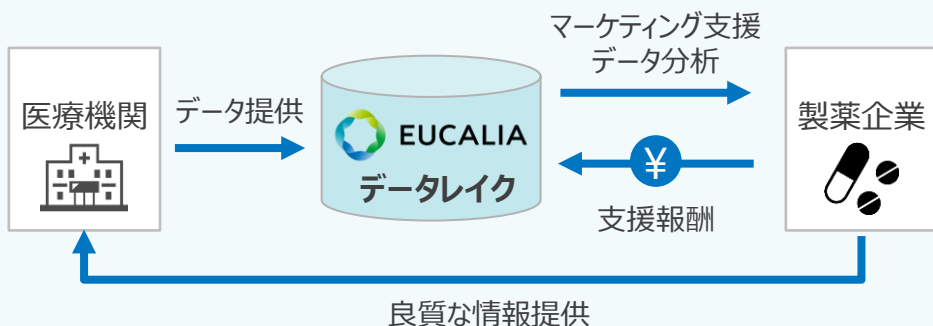 マーケティング支援
データ分析
医療機関
データ提供
EUCALIA
データレイク
製薬企業
¥
支援報酬
良質な情報提供